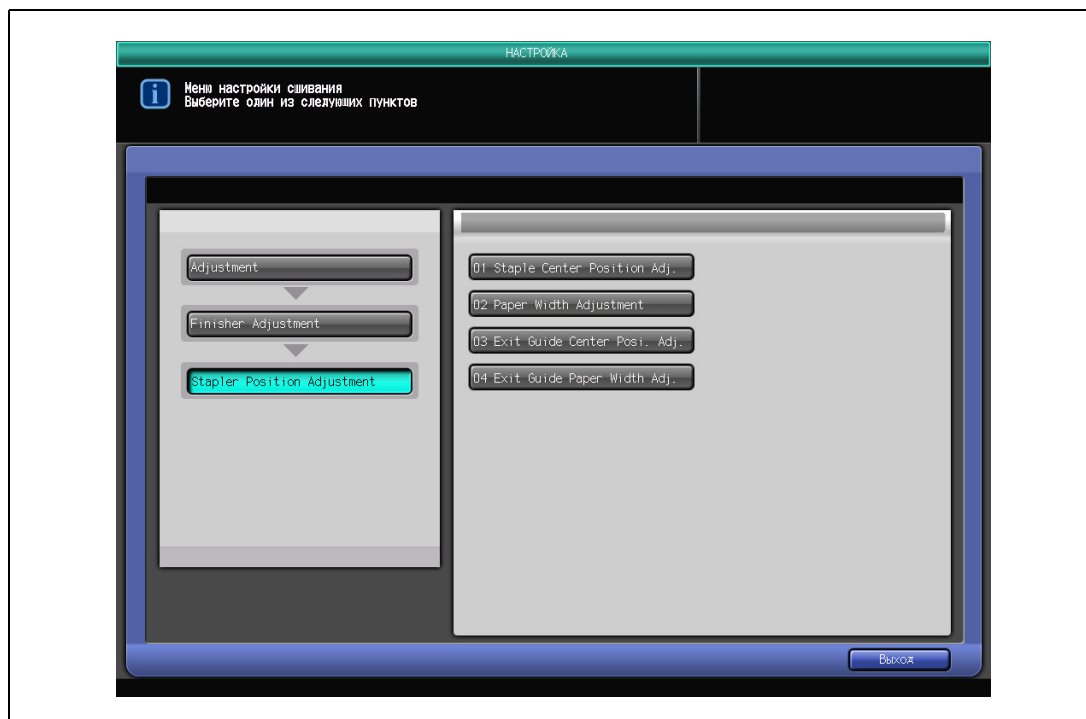 НАСТРОЙКА
Меню настройки сшивания
Выберите один из следующих пунктов
Adjustment
Finisher Adjustment
Stapler Position Adjustment
01 Staple Center Position Adj.
02 Paper Width Adjustment
03 Exit Guide Center Posi. Adj.
04 Exit Guide Paper Width Adj.
Выход